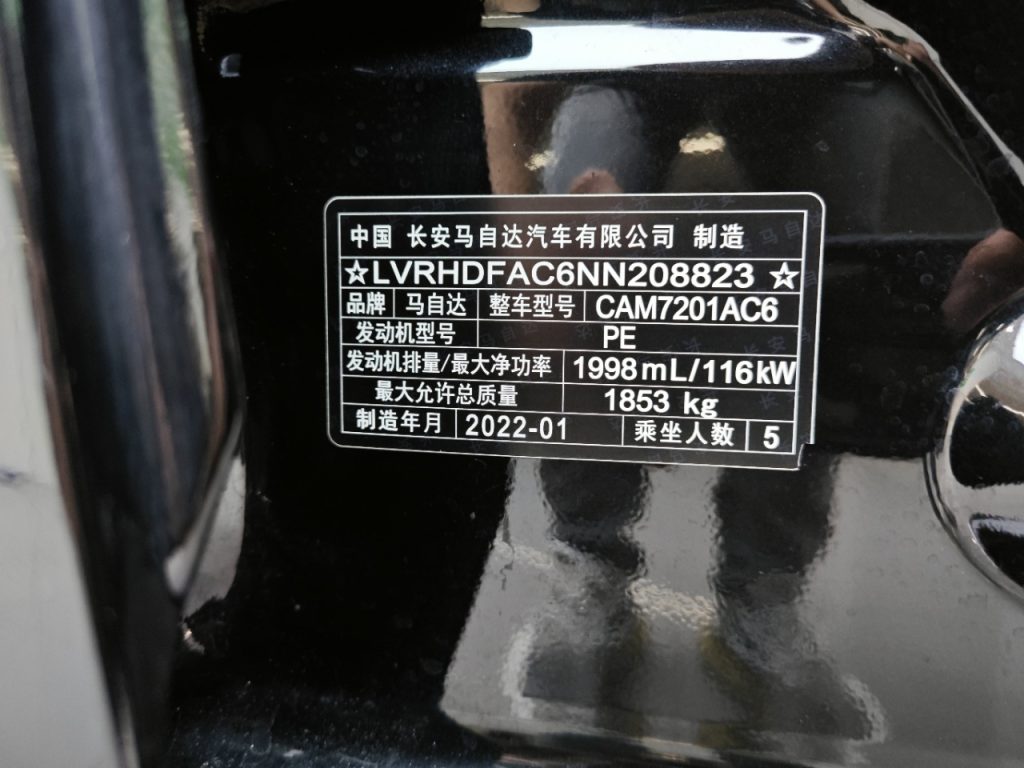 中国 长安马自达汽车有限公司 制造
☆LVRHDFAC6NN208823☆
品牌 马自达 整车型号 CAM7201AC6
发动机型号 PE
发动机排量/最大净功率 1998mL/116kW
最大允许总质量 1853 kg
制造年月 2022-01 乘坐人数 5